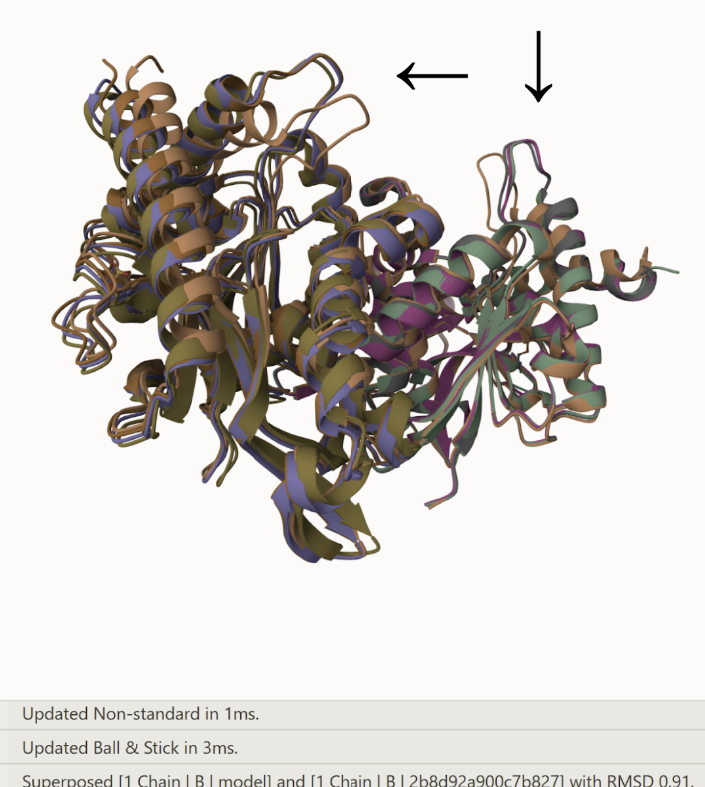 Updated Non-standard in 1ms.
Updated Ball & Stick in 3ms.
Superposed [1 Chain | B | model] and [1 Chain | B | 2b8d92a900c7b827] with RMSD 0.91.